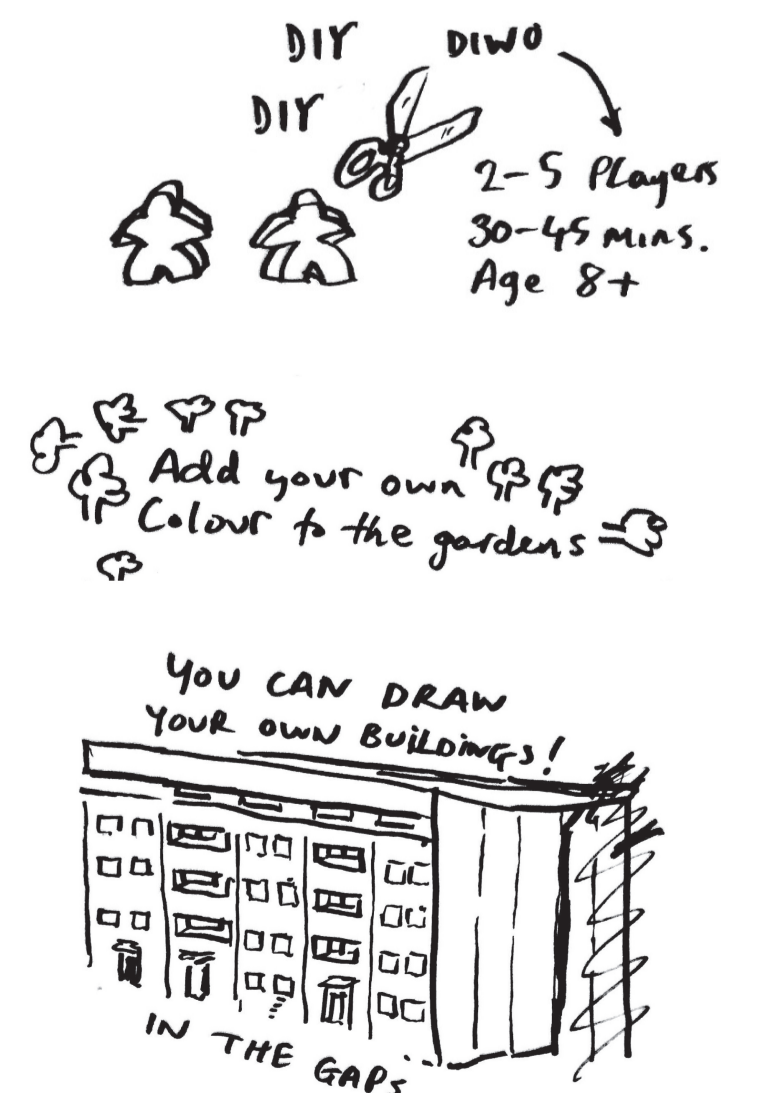 DIY DIWO
DIY
2-5 Players
30-45 mins.
Age 8+
Add your own
Colour to the gardens
YOU CAN DRAW
YOUR OWN BUiLDiNGS!
IN THE GAPS